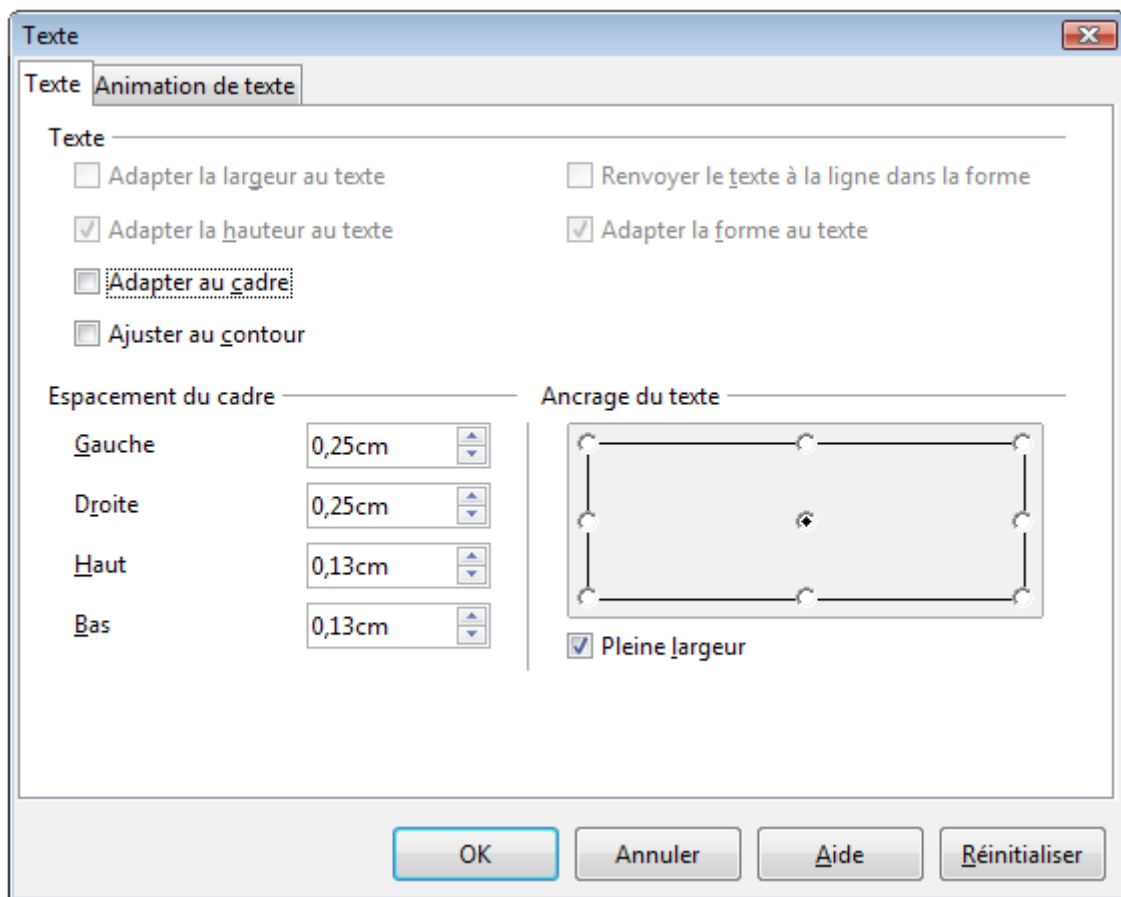 Texte
Texte Animation de texte
Texte
Adapter la largeur au texte Renvoyer le texte à la ligne dans la forme
Adapter la hauteur au texte Adapter la forme au texte
Adapter au cadre
Ajuster au contour
Espacement du cadre Ancrage du texte
Gauche 0,25cm
Droite 0,25cm
Haut 0,13cm
Bas 0,13cm
Pleine largeur
OK Annuler Aide Réinitialiser